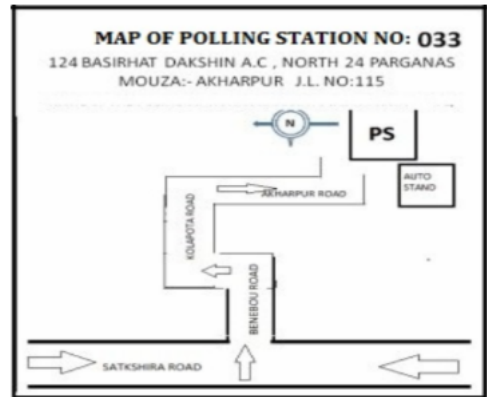 MAP OF POLLING STATION NO: 033
124 BASIRHAT DAKSHIN A.C , NORTH 24 PARGANAS
MOUZA:- AKHARPUR J.L. NO:115
N
PS
AUTO
STAND
AKHARPUR ROAD
KOLAPOTA ROAD
BENEBOU ROAD
SATKSHIRA ROAD